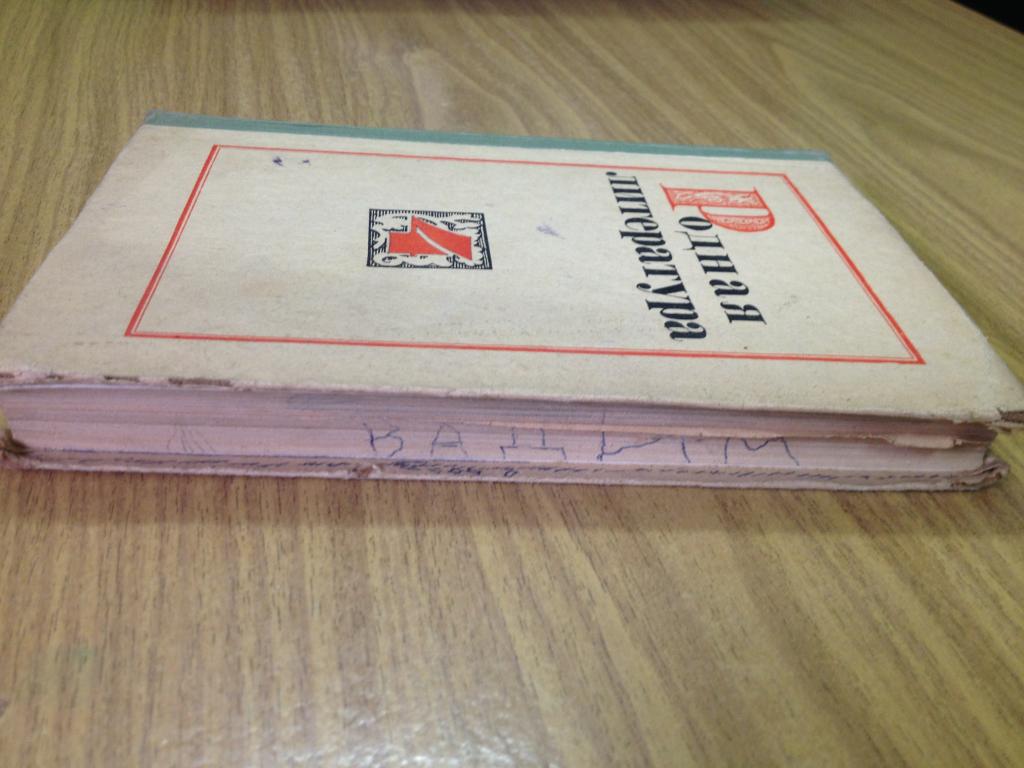 Родная
литература
7
ВАДИМ